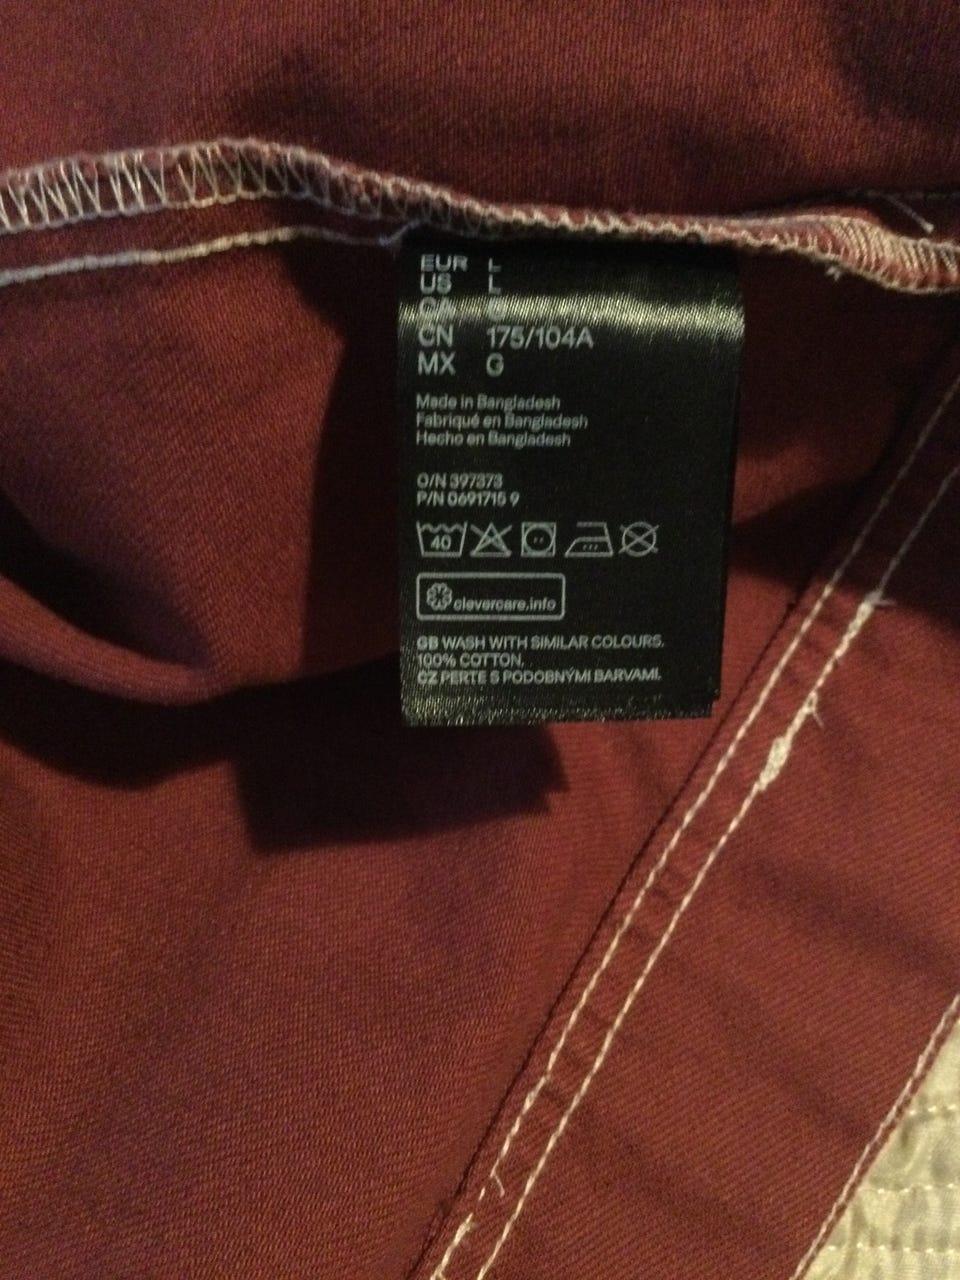 EUR L
US L
CA G
CN 175/104A
MX G
Made in Bangladesh
Fabriqué en Bangladesh
Hecho en Bangladesh
O/N 397373
P/N 0691715 9
40
clevercare.info
GB WASH WITH SIMILAR COLOURS.
100% COTTON.
CZ PERTE S PODOBNÝMI BARVAMI.